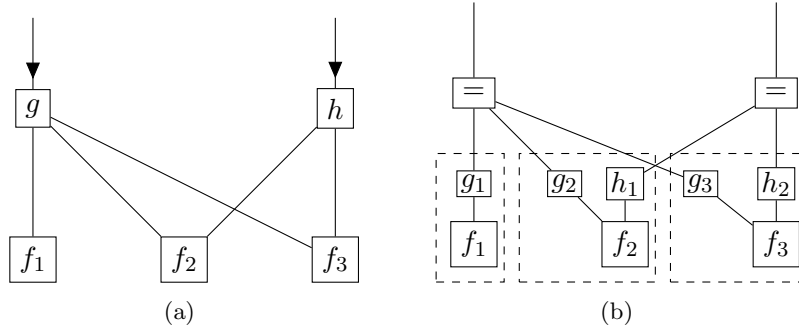 g h
f₁ f₂ f₃
(a)
= =
g₁ g₂ h₁ g₃ h₂
f₁ f₂ f₃
(b)